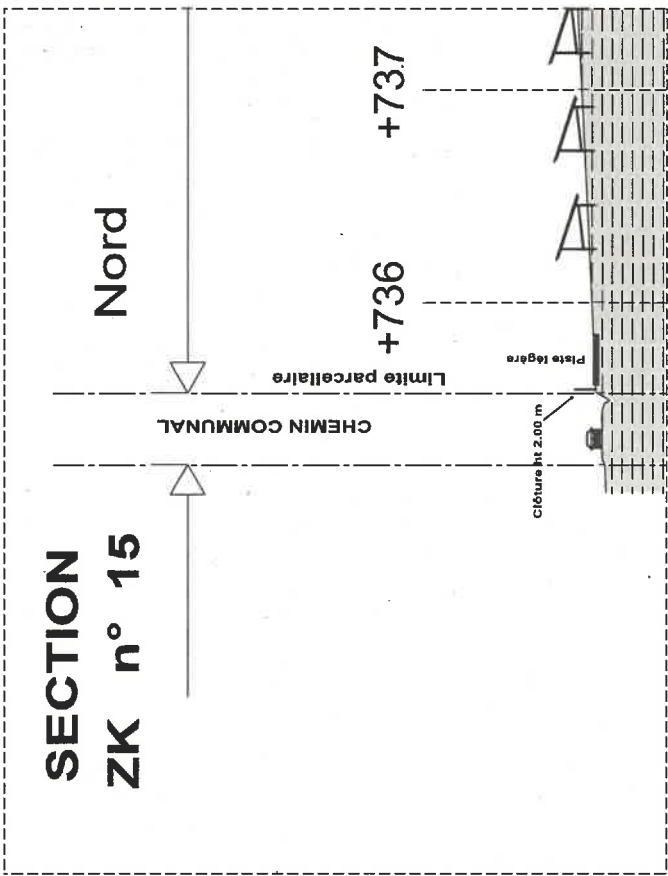 SECTION
ZK n° 15
Nord
CHEMIN COMMUNAL
Limite parcellaire
+736
+737
Clôture ht 2.00 m
Piste légère